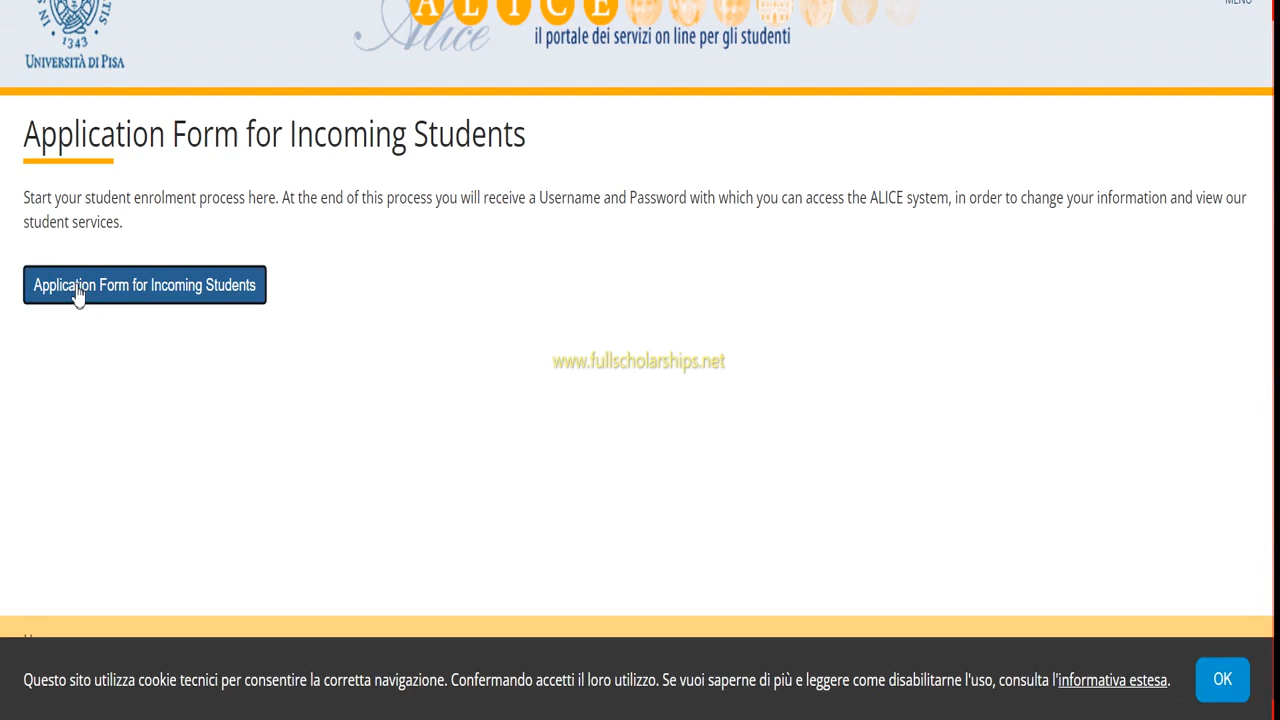 MENU
ALICE
Alice
il portale dei servizi on line per gli studenti
1343
UNIVERSITÀ DI PISA
Application Form for Incoming Students
Start your student enrolment process here. At the end of this process you will receive a Username and Password with which you can access the ALICE system, in order to change your information and view our
student services.
Application Form for Incoming Students
www.fullscholarships.net
Questo sito utilizza cookie tecnici per consentire la corretta navigazione. Confermando accetti il loro utilizzo. Se vuoi saperne di più e leggere come disabilitarne l'uso, consulta l'informativa estesa.
OK